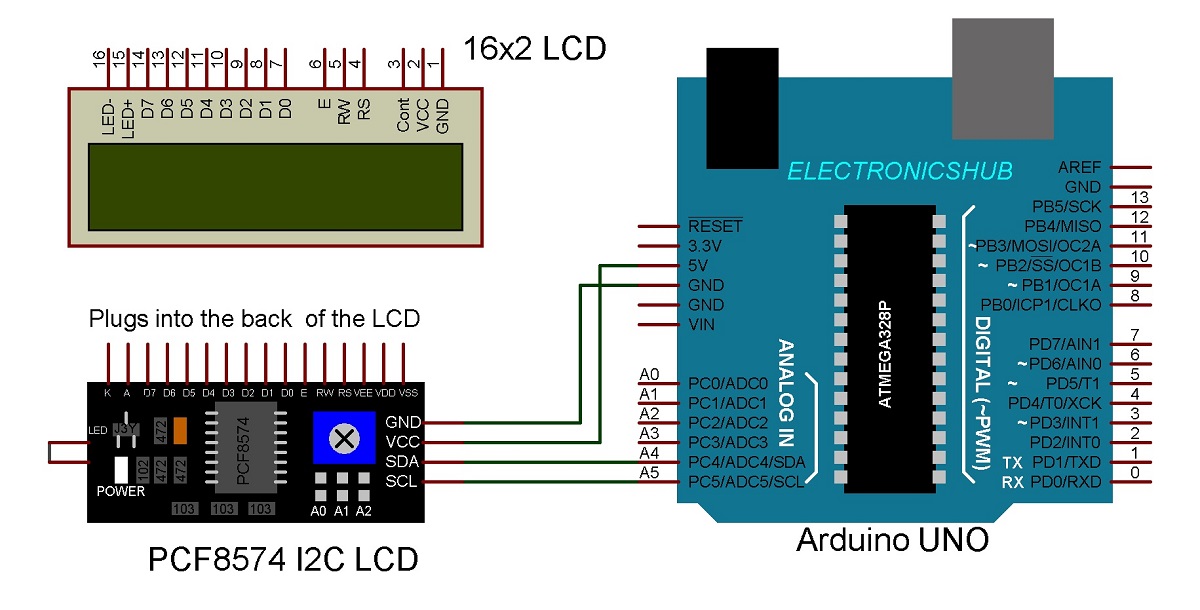 16x2 LCD
16 15 14 13 12 11 10 9 8 7 6 5 4 3 2 1
LED- LED+ D7 D6 D5 D4 D3 D2 D1 D0 E RW RS Cont VCC GND
Plugs into the back of the LCD
K A D7 D6 D5 D4 D3 D2 D1 D0 E RW RS VEE VDD VSS
LED
J3Y
472
102
472
472
POWER
103
103
103
PCF8574
A0 A1 A2
GND
VCC
SDA
SCL
PCF8574 I2C LCD
ELECTRONICSHUB
RESET
3.3V
5V
GND
GND
VIN
A0 PC0/ADC0
A1 PC1/ADC1
A2 PC2/ADC2
A3 PC3/ADC3
A4 PC4/ADC4/SDA
A5 PC5/ADC5/SCL
ANALOG IN
ATMEGA328P
DIGITAL (~PWM)
AREF
GND
PB5/SCK 13
PB4/MISO 12
~PB3/MOSI/OC2A 11
~ PB2/SS/OC1B 10
~ PB1/OC1A 9
PB0/ICP1/CLKO 8
PD7/AIN1 7
~ PD6/AIN0 6
~ PD5/T1 5
PD4/T0/XCK 4
~ PD3/INT1 3
PD2/INT0 2
TX PD1/TXD 1
RX PD0/RXD 0
Arduino UNO